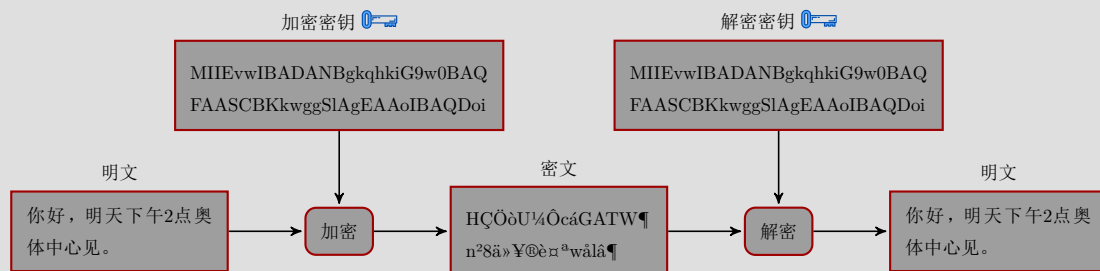 加密密钥
解密密钥
MIIEvwIBADANBgkqhkiG9w0BAQ
FAASCBKkwggSlAgEAAoIBAQDoi
MIIEvwIBADANBgkqhkiG9w0BAQ
FAASCBKkwggSlAgEAAoIBAQDoi
明文
密文
明文
你好，明天下午2点奥
体中心见。
加密
HÇÖòU¼ÔcáGATW¶
n²8ä»¥®è¤ªwålâ¶
解密
你好，明天下午2点奥
体中心见。